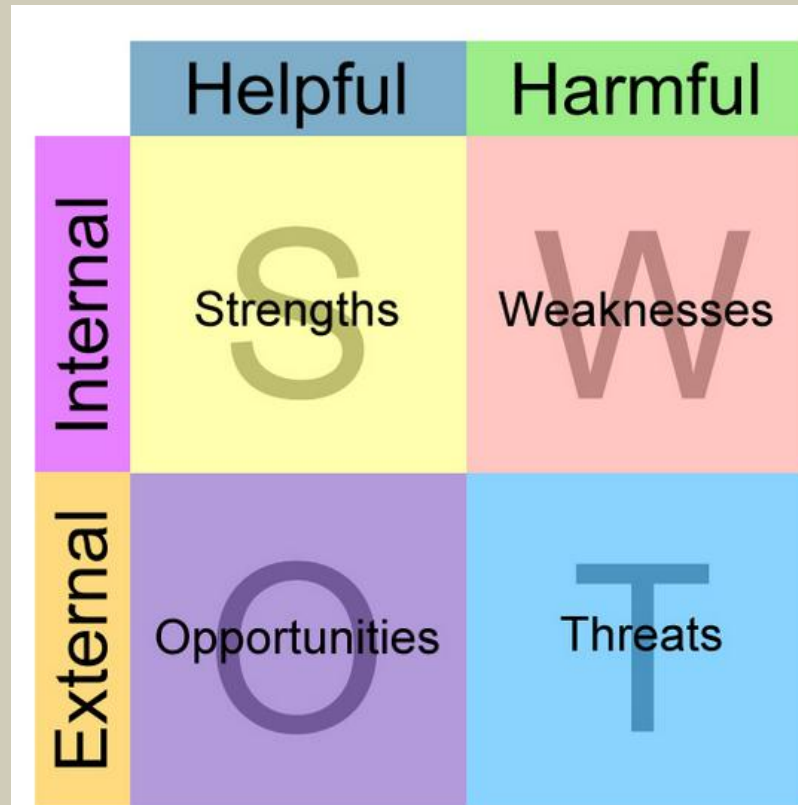 Helpful Harmful
Internal
S
Strengths
W
Weaknesses
External
O
Opportunities
T
Threats